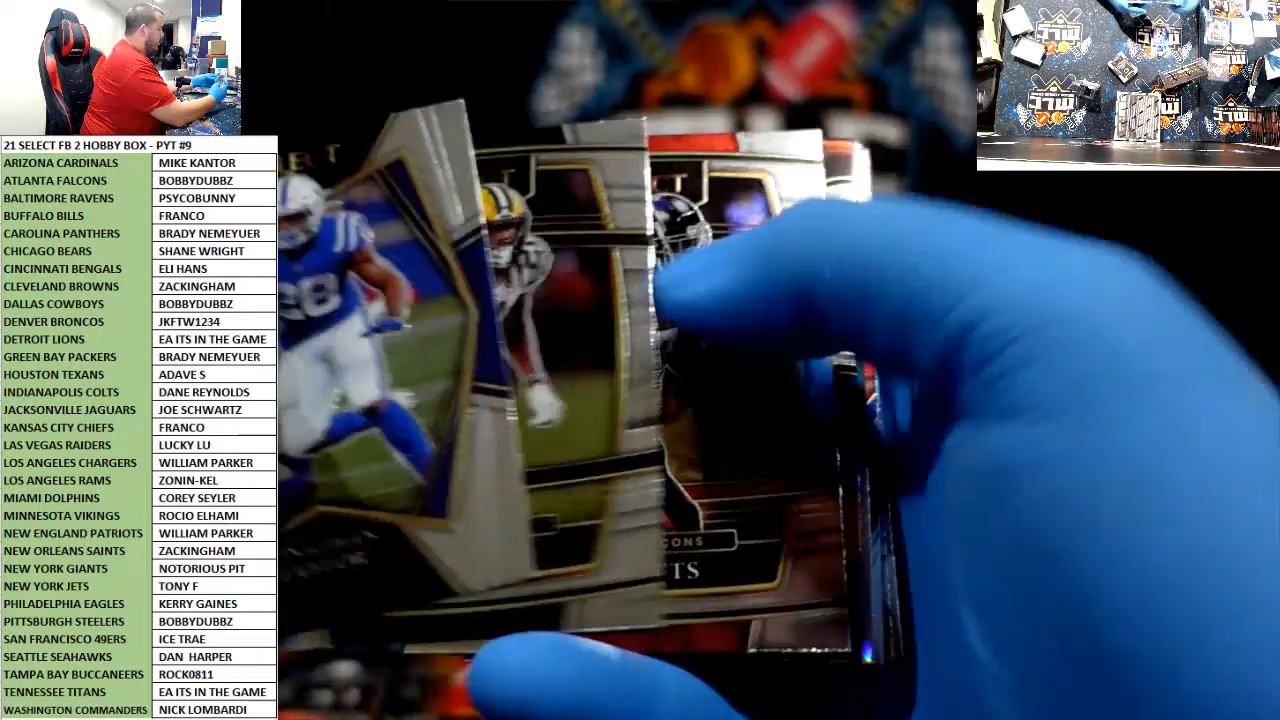 21 SELECT FB 2 HOBBY BOX - PYT #9
ARIZONA CARDINALS MIKE KANTOR
ATLANTA FALCONS BOBBYDUBBZ
BALTIMORE RAVENS PSYCOBUNNY
BUFFALO BILLS FRANCO
CAROLINA PANTHERS BRADY NEMEYUER
CHICAGO BEARS SHANE WRIGHT
CINCINNATI BENGALS ELI HANS
CLEVELAND BROWNS ZACKINGHAM
DALLAS COWBOYS BOBBYDUBBZ
DENVER BRONCOS JKFTW1234
DETROIT LIONS EA ITS IN THE GAME
GREEN BAY PACKERS BRADY NEMEYUER
HOUSTON TEXANS ADAVE S
INDIANAPOLIS COLTS DANE REYNOLDS
JACKSONVILLE JAGUARS JOE SCHWARTZ
KANSAS CITY CHIEFS FRANCO
LAS VEGAS RAIDERS LUCKY LU
LOS ANGELES CHARGERS WILLIAM PARKER
LOS ANGELES RAMS ZONIN-KEL
MIAMI DOLPHINS COREY SEYLER
MINNESOTA VIKINGS ROCIO ELHAMI
NEW ENGLAND PATRIOTS WILLIAM PARKER
NEW ORLEANS SAINTS ZACKINGHAM
NEW YORK GIANTS NOTORIOUS PIT
NEW YORK JETS TONY F
PHILADELPHIA EAGLES KERRY GAINES
PITTSBURGH STEELERS BOBBYDUBBZ
SAN FRANCISCO 49ERS ICE TRAE
SEATTLE SEAHAWKS DAN HARPER
TAMPA BAY BUCCANEERS ROCK0811
TENNESSEE TITANS EA ITS IN THE GAME
WASHINGTON COMMANDERS NICK LOMBARDI
28
CONS
TTS